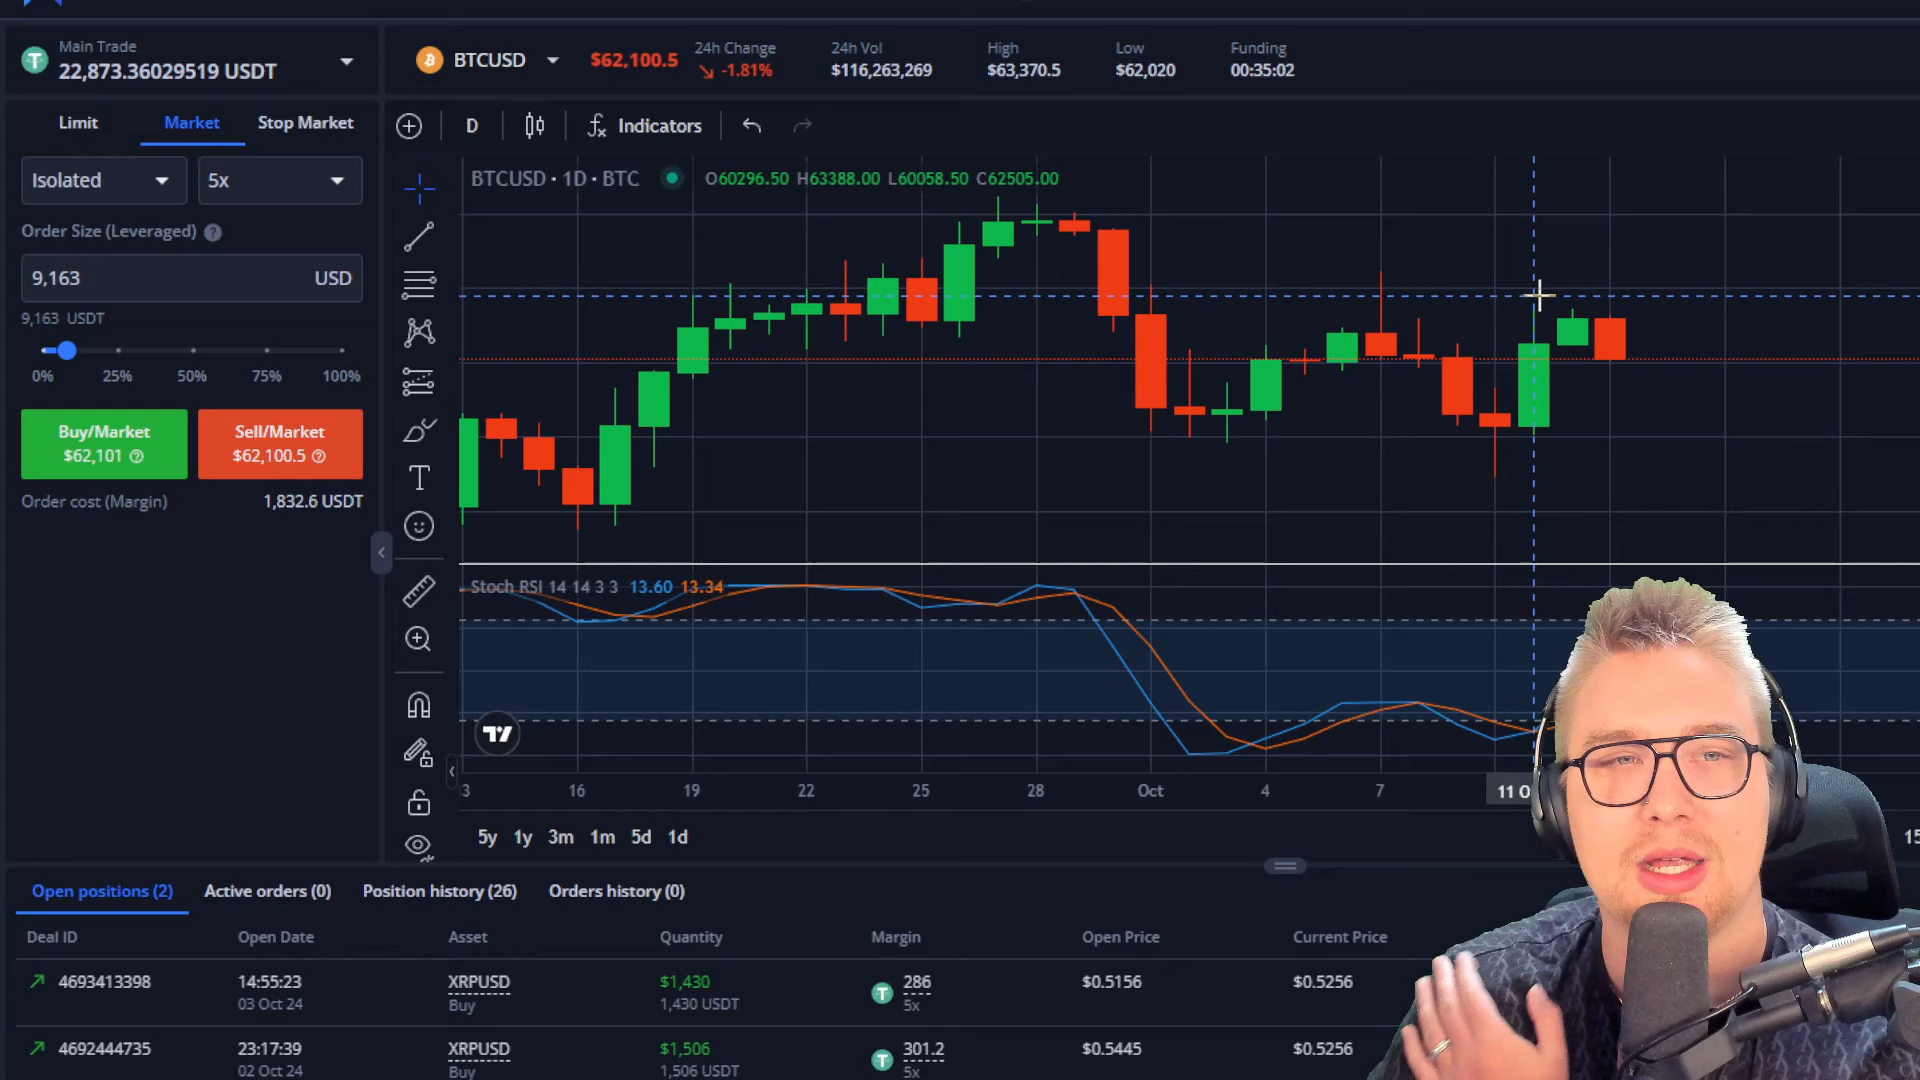 Main Trade
22,873.36029519 USDT
BTCUSD
$62,100.5
24h Change
-1.81%
24h Vol
$116,263,269
High
$63,370.5
Low
$62,020
Funding
00:35:02
Limit
Market
Stop Market
Isolated
5x
Order Size (Leveraged) ?
9,163 USD
9,163 USDT
0% 25% 50% 75% 100%
Buy/Market
$62,101 ?
Sell/Market
$62,100.5 ?
Order cost (Margin) 1,832.6 USDT
D
Indicators
BTCUSD · 1D · BTC O60296.50 H63388.00 L60058.50 C62505.00
T
Stoch RSI 14 14 3 3 13.60 13.34
3 16 19 22 25 28 Oct 4 7 11 O 15
5y 1y 3m 1m 5d 1d
Open positions (2) Active orders (0) Position history (26) Orders history (0)
Deal ID Open Date Asset Quantity Margin Open Price Current Price
4693413398 14:55:23 XRPUSD $1,430 286 $0.5156 $0.5256
03 Oct 24 Buy 1,430 USDT 5x
4692444735 23:17:39 XRPUSD $1,506 301.2 $0.5445 $0.5256
02 Oct 24 Buy 1,506 USDT 5x